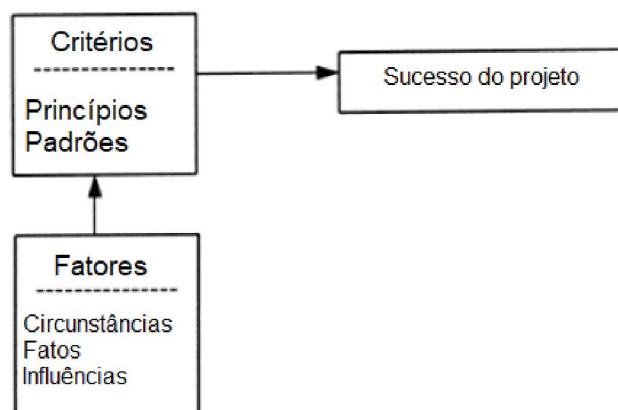 Critérios
Princípios
Padrões
Sucesso do projeto
Fatores
Circunstâncias
Fatos
Influências